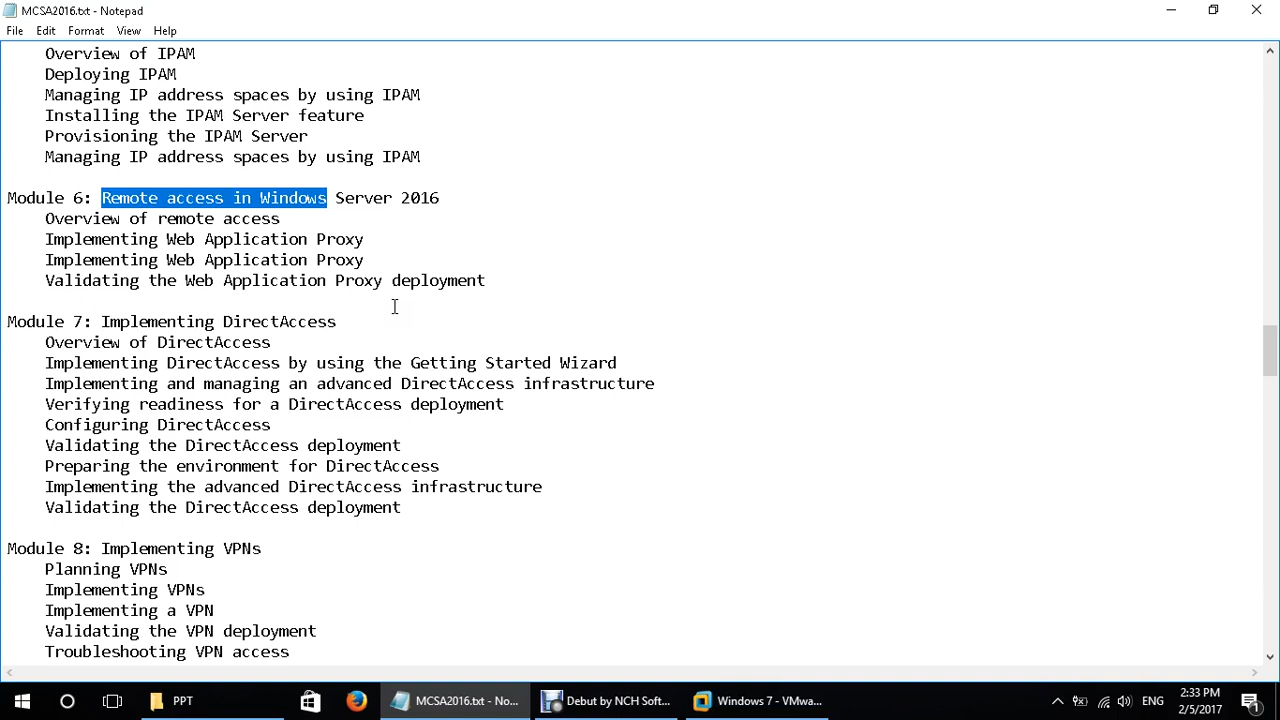 MCSA2016.txt - Notepad
File Edit Format View Help
Overview of IPAM
Deploying IPAM
Managing IP address spaces by using IPAM
Installing the IPAM Server feature
Provisioning the IPAM Server
Managing IP address spaces by using IPAM
Module 6: Remote access in Windows Server 2016
Overview of remote access
Implementing Web Application Proxy
Implementing Web Application Proxy
Validating the Web Application Proxy deployment
Module 7: Implementing DirectAccess
Overview of DirectAccess
Implementing DirectAccess by using the Getting Started Wizard
Implementing and managing an advanced DirectAccess infrastructure
Verifying readiness for a DirectAccess deployment
Configuring DirectAccess
Validating the DirectAccess deployment
Preparing the environment for DirectAccess
Implementing the advanced DirectAccess infrastructure
Validating the DirectAccess deployment
Module 8: Implementing VPNs
Planning VPNs
Implementing VPNs
Implementing a VPN
Validating the VPN deployment
Troubleshooting VPN access
PPT MCSA2016.txt - No... Debut by NCH Soft... Windows 7 - VMwa... ENG 2:33 PM
2/5/2017 1